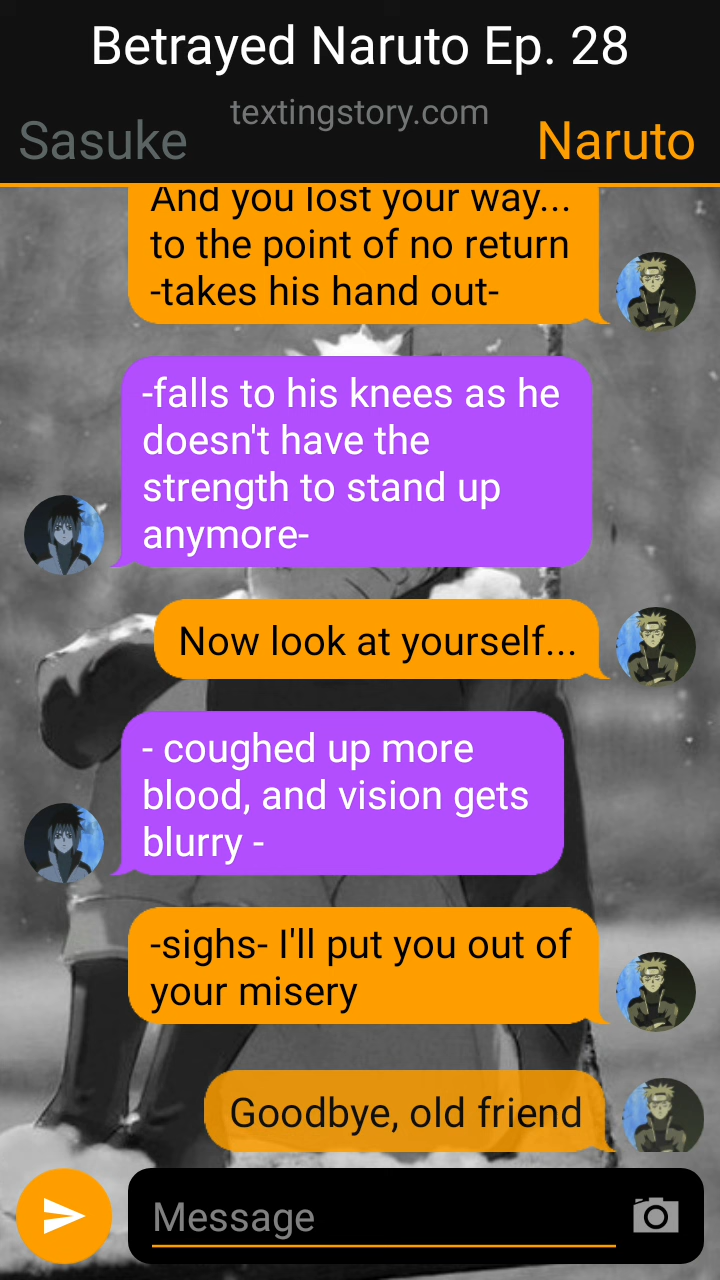 Betrayed Naruto Ep. 28
textingstory.com
Sasuke
Naruto
And you lost your way...
to the point of no return
-takes his hand out-
-falls to his knees as he
doesn't have the
strength to stand up
anymore-
Now look at yourself...
- coughed up more
blood, and vision gets
blurry -
-sighs- I'll put you out of
your misery
Goodbye, old friend
Message